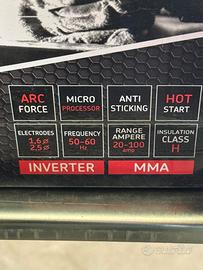 ARC MICRO ANTI HOT
FORCE PROCESSOR STICKING START
ELECTRODES FREQUENCY RANGE INSULATION
1,6 ø 50-60 AMPERE CLASS
2,5 ø Hz 20-100 H
amp
INVERTER MMA